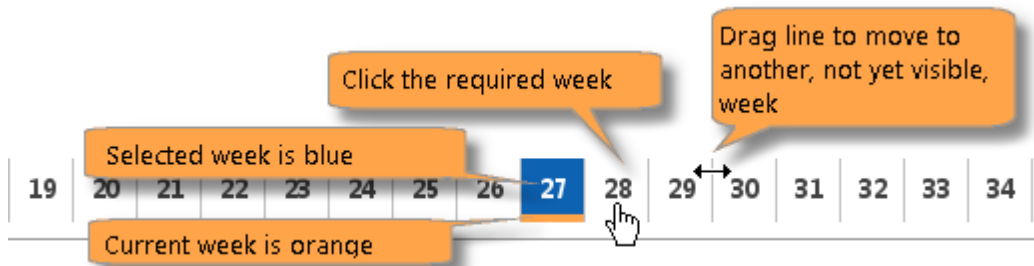 Drag line to move to
another, not yet visible,
week
Click the required week
Selected week is blue
19 20 21 22 23 24 25 26 27 28 29 30 31 32 33 34
Current week is orange